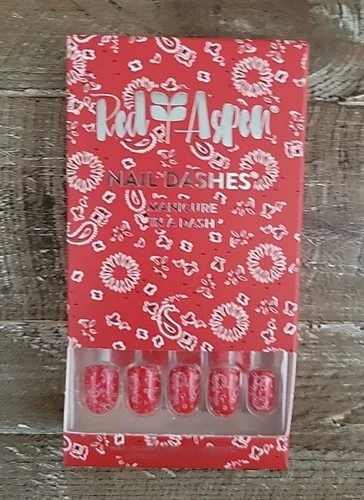 Red Aspen®
NAIL DASHES®
MANICURE
IN A DASH